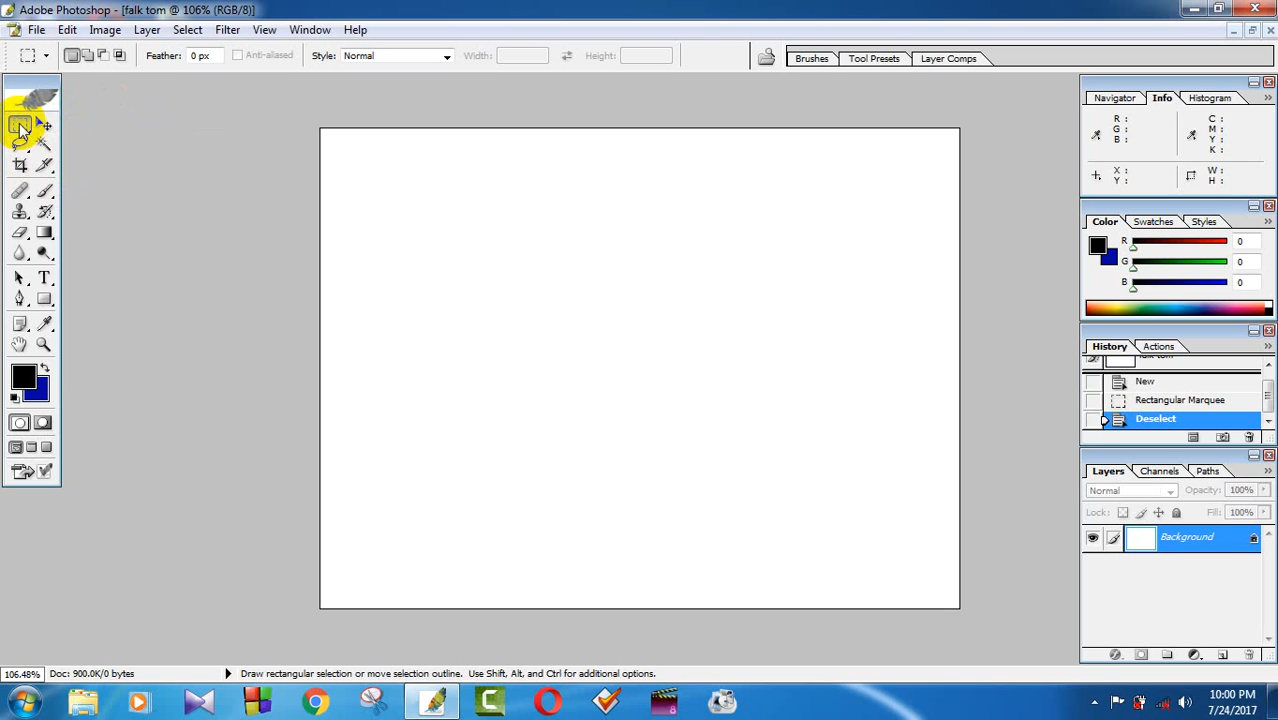 Adobe Photoshop - [falk tom @ 106% (RGB/8)]
File Edit Image Layer Select Filter View Window Help
Feather: 0 px Anti-aliased Style: Normal Width: Height: Brushes Tool Presets Layer Comps
Navigator Info Histogram
R : C :
G : M :
B : Y :
K :
X : W :
Y : H :
Color Swatches Styles
R 0
G 0
B 0
T
History Actions
New
Rectangular Marquee
Deselect
Layers Channels Paths
Normal Opacity: 100%
Lock: Fill: 100%
Background
106.48% Doc: 900.0K/0 bytes Draw rectangular selection or move selection outline. Use Shift, Alt, and Ctrl for additional options.
C 8 10:00 PM
7/24/2017